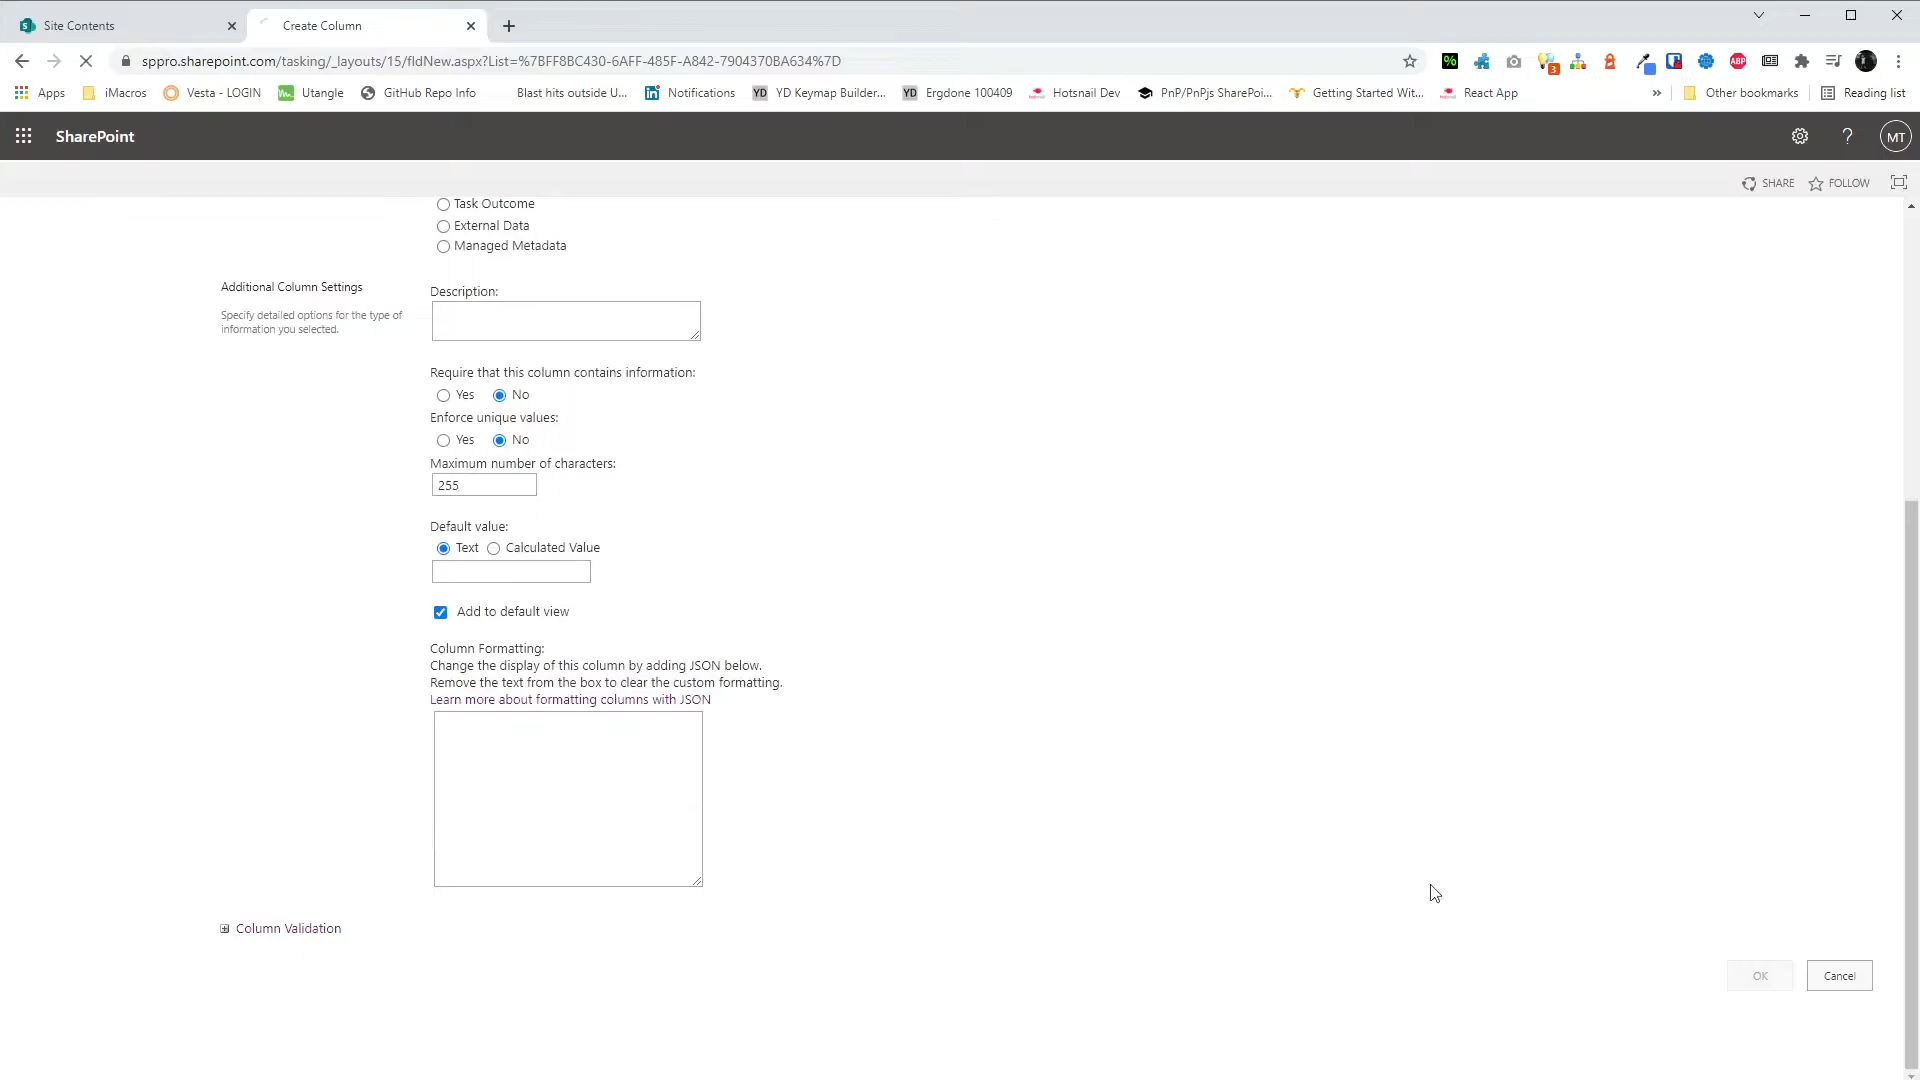 Site Contents
Create Column
sppro.sharepoint.com/tasking/_layouts/15/fldNew.aspx?List=%7BFF8BC430-6AFF-485F-A842-7904370BA634%7D
%
3
ABP
Apps
iMacros
Vesta - LOGIN
Utangle
GitHub Repo Info
Blast hits outside U...
Notifications
YD YD Keymap Builder...
YD Ergdone 100409
Hotsnail Dev
PnP/PnPjs SharePoi...
Getting Started Wit...
React App
»
Other bookmarks
Reading list
SharePoint
?
MT
SHARE
FOLLOW
Task Outcome
External Data
Managed Metadata
Additional Column Settings
Specify detailed options for the type of
information you selected.
Description:
Require that this column contains information:
Yes No
Enforce unique values:
Yes No
Maximum number of characters:
255
Default value:
Text Calculated Value
Add to default view
Column Formatting:
Change the display of this column by adding JSON below.
Remove the text from the box to clear the custom formatting.
Learn more about formatting columns with JSON
Column Validation
OK
Cancel